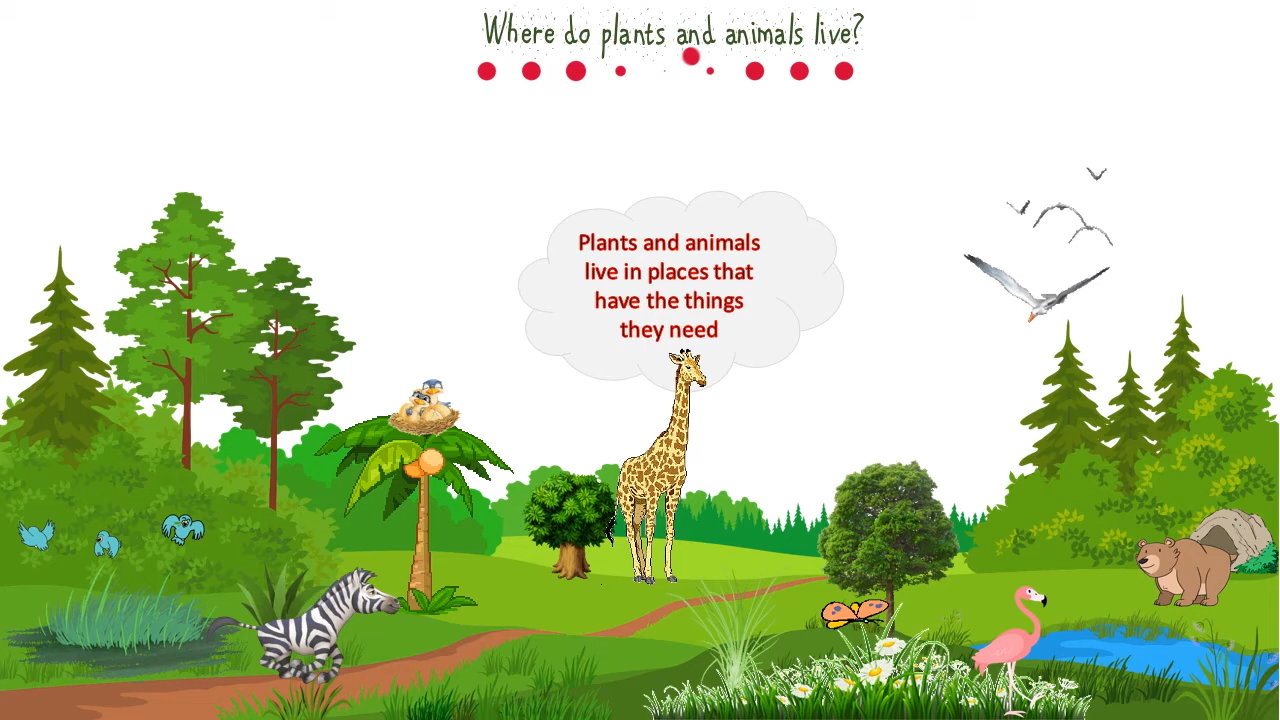 Where do plants and animals live?
Plants and animals
live in places that
have the things
they need